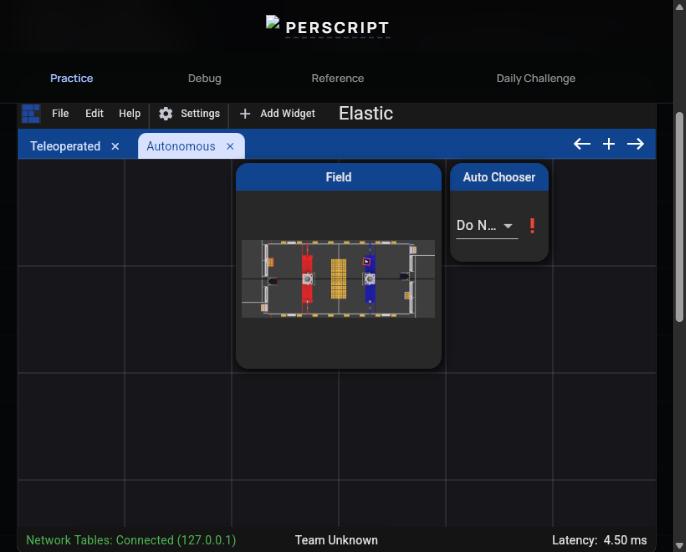 PERSCRIPT
Practice Debug Reference Daily Challenge
File Edit Help Settings Add Widget Elastic
Teleoperated Autonomous
Field Auto Chooser
Do N...
Network Tables: Connected (127.0.0.1) Team Unknown Latency: 4.50 ms